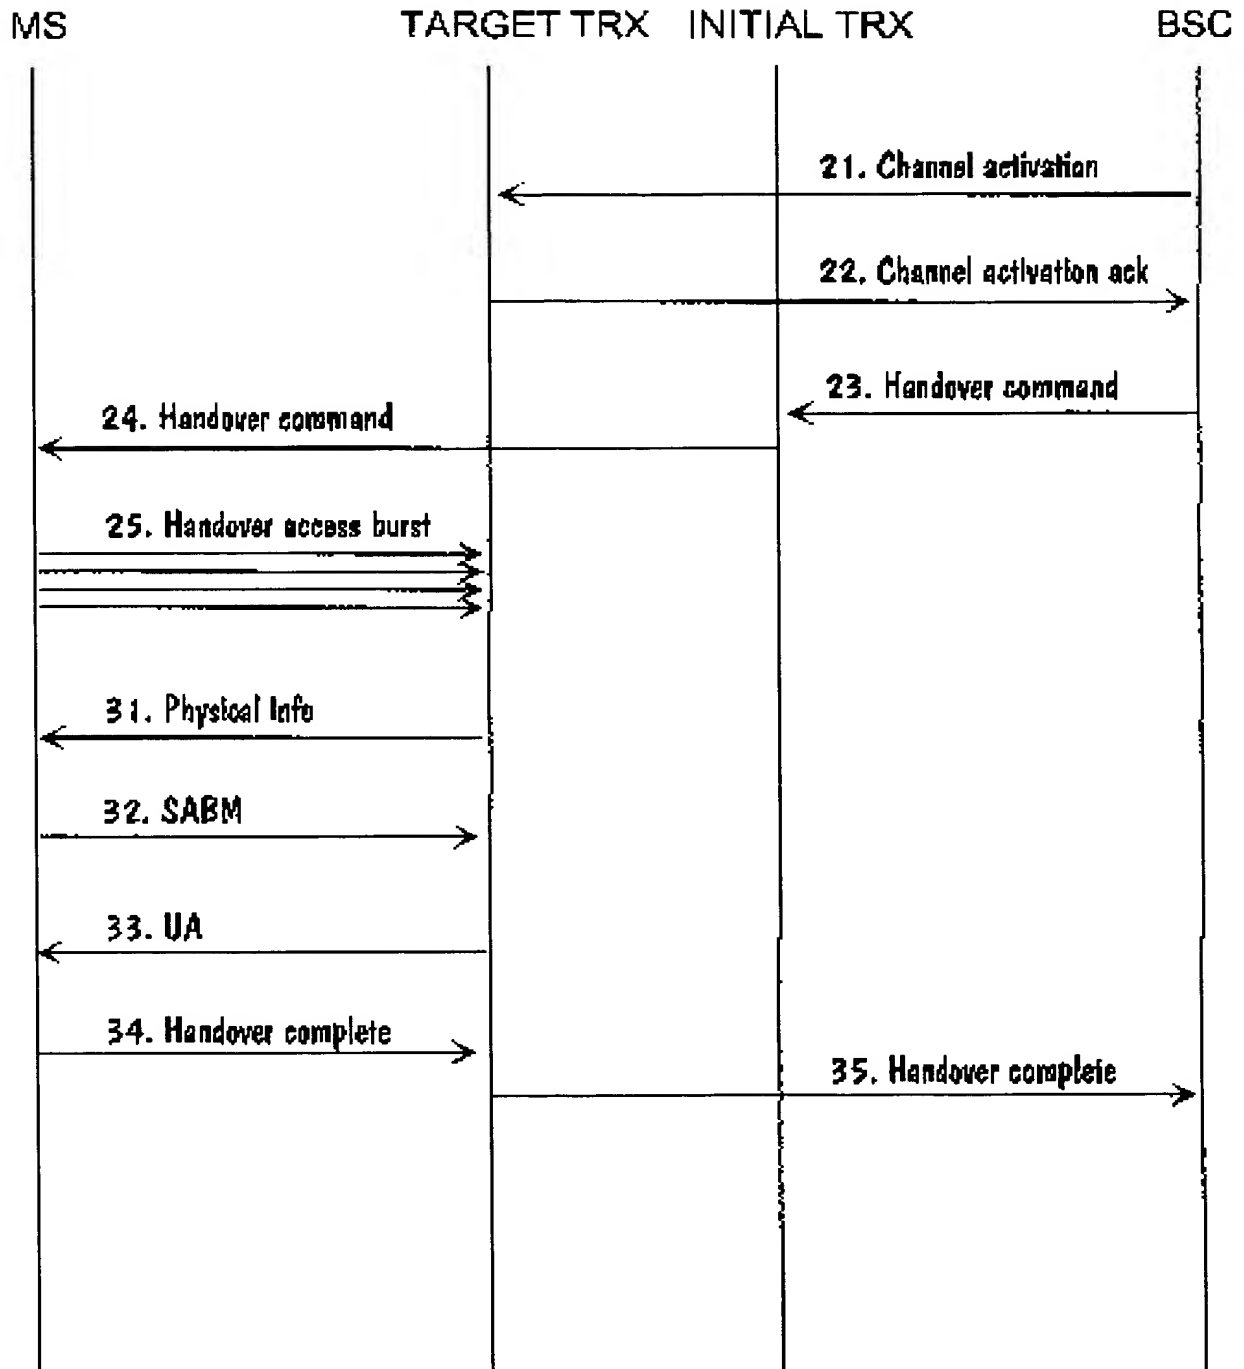 MS TARGET TRX INITIAL TRX BSC
21. Channel activation
22. Channel activation ack
23. Handover command
24. Handover command
25. Handover access burst
31. Physical Info
32. SABM
33. UA
34. Handover complete
35. Handover complete